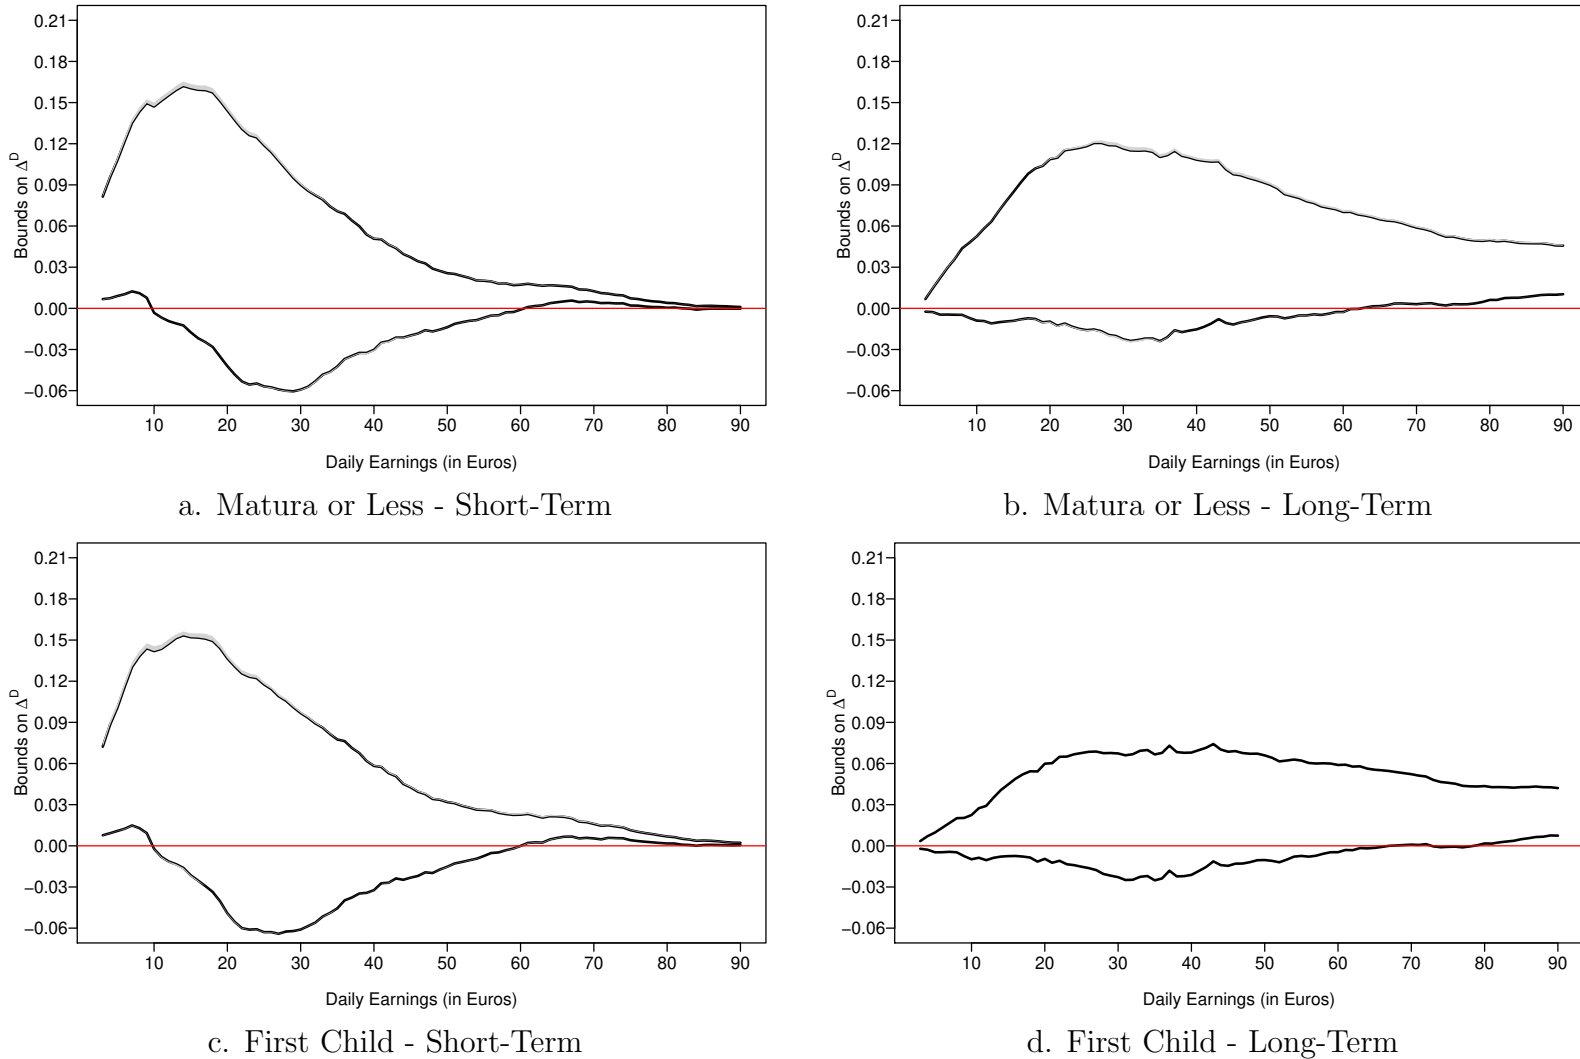 0.21
0.18
0.15
0.12
0.09
0.06
0.03
0.00
−0.03
−0.06
Bounds on Δ^D
10 20 30 40 50 60 70 80 90
Daily Earnings (in Euros)
a. Matura or Less - Short-Term
0.21
0.18
0.15
0.12
0.09
0.06
0.03
0.00
−0.03
−0.06
Bounds on Δ^D
10 20 30 40 50 60 70 80 90
Daily Earnings (in Euros)
b. Matura or Less - Long-Term
0.21
0.18
0.15
0.12
0.09
0.06
0.03
0.00
−0.03
−0.06
Bounds on Δ^D
10 20 30 40 50 60 70 80 90
Daily Earnings (in Euros)
c. First Child - Short-Term
0.21
0.18
0.15
0.12
0.09
0.06
0.03
0.00
−0.03
−0.06
Bounds on Δ^D
10 20 30 40 50 60 70 80 90
Daily Earnings (in Euros)
d. First Child - Long-Term